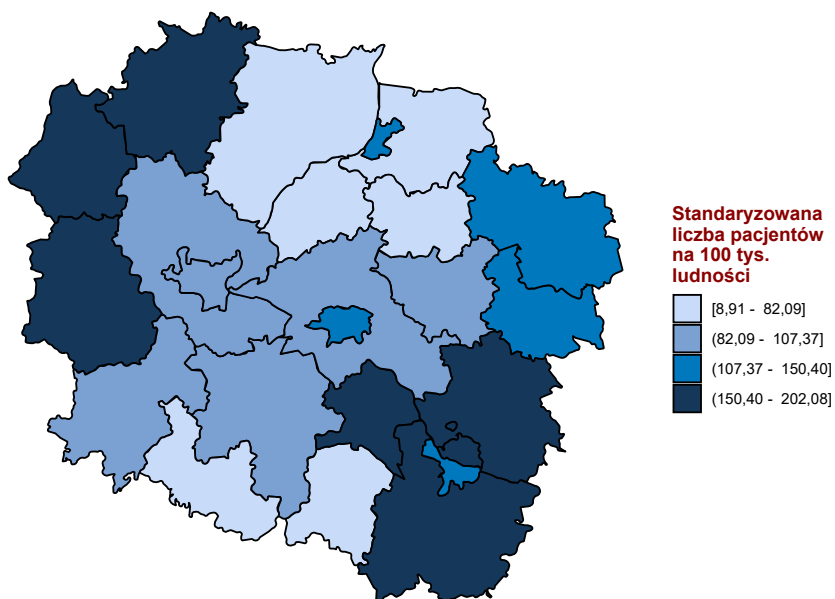 Standaryzowana
liczba pacjentów
na 100 tys.
ludności
[8,91 - 82,09]
(82,09 - 107,37]
(107,37 - 150,40]
(150,40 - 202,08]